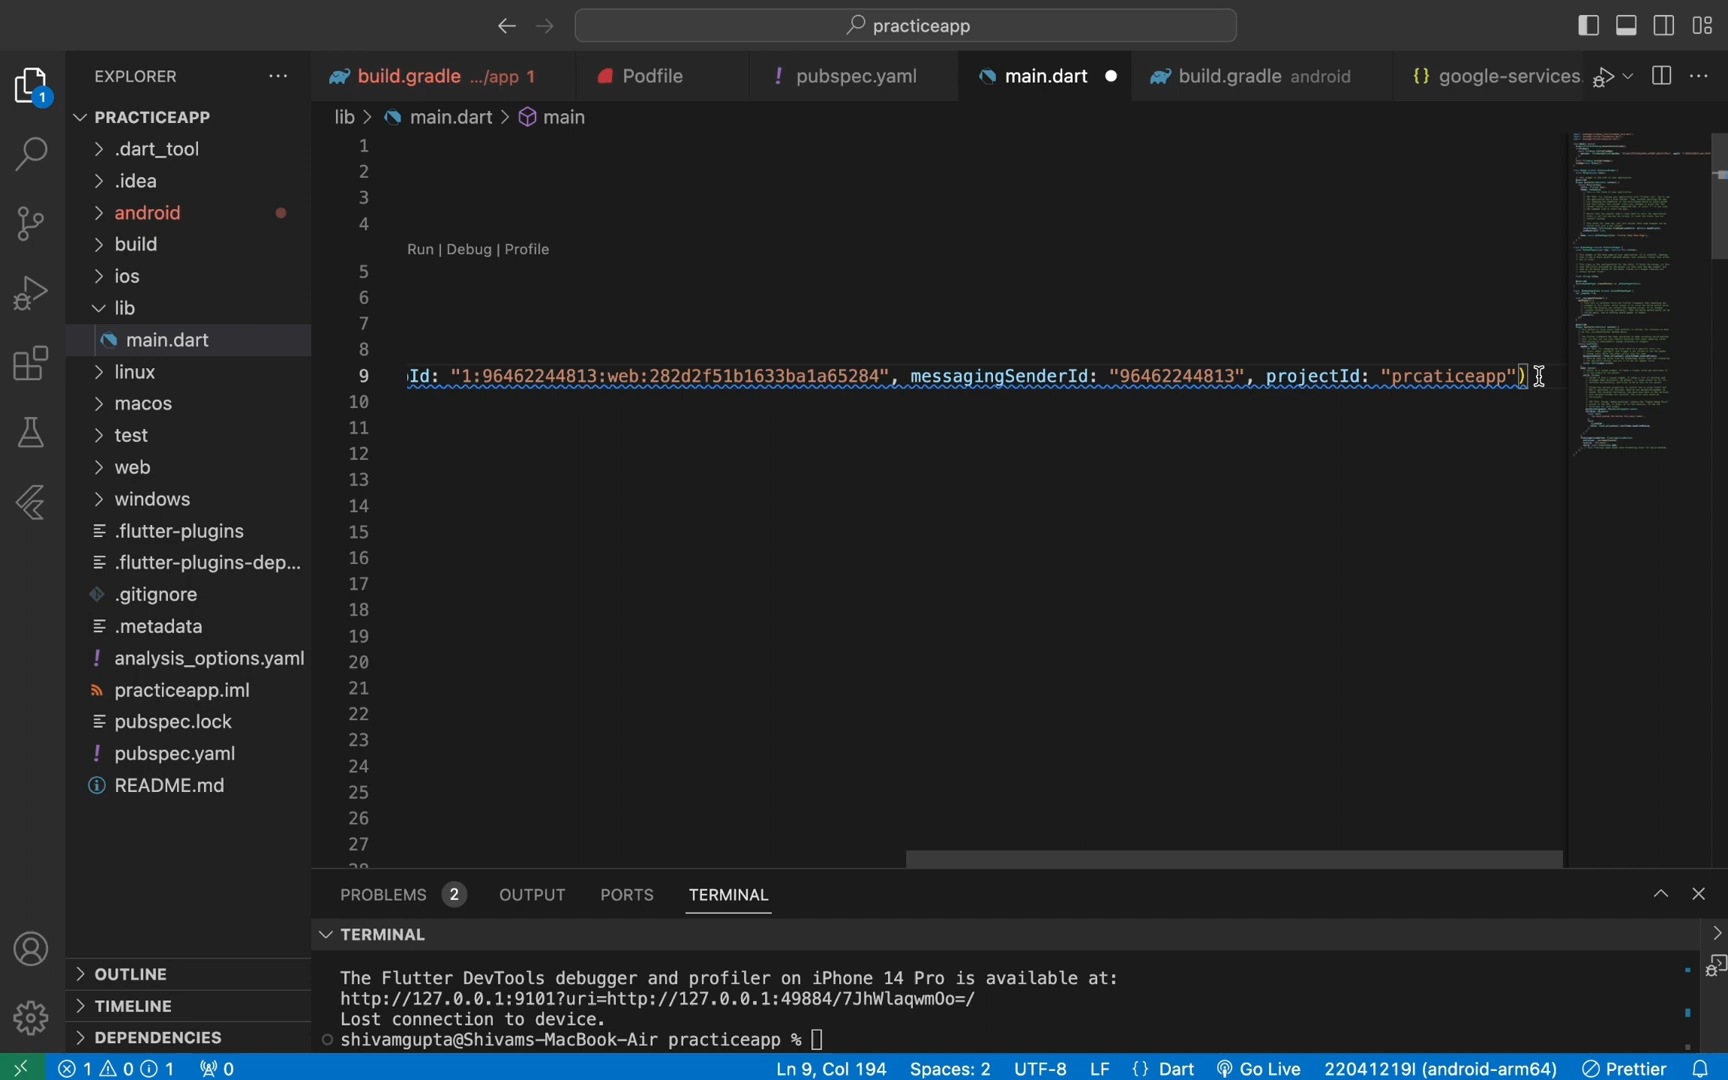 practiceapp
EXPLORER
build.gradle .../app 1
Podfile
pubspec.yaml
main.dart
build.gradle android
google-services.
1
PRACTICEAPP
lib > main.dart > main
.dart_tool
.idea
android
build
ios
lib
main.dart
linux
macos
test
web
windows
.flutter-plugins
.flutter-plugins-dep...
.gitignore
.metadata
analysis_options.yaml
practiceapp.iml
pubspec.lock
pubspec.yaml
README.md
OUTLINE
TIMELINE
DEPENDENCIES
1
2
3
4
Run | Debug | Profile
5
6
7
8
9 Id: "1:96462244813:web:282d2f51b1633ba1a65284", messagingSenderId: "96462244813", projectId: "prcaticeapp")
10
11
12
13
14
15
16
17
18
19
20
21
22
23
24
25
26
27
PROBLEMS 2 OUTPUT PORTS TERMINAL
TERMINAL
The Flutter DevTools debugger and profiler on iPhone 14 Pro is available at:
http://127.0.0.1:9101?uri=http://127.0.0.1:49884/7JhWlaqwmOo=/
Lost connection to device.
shivamgupta@Shivams-MacBook-Air practiceapp %
1 0 1 0 Ln 9, Col 194 Spaces: 2 UTF-8 LF {} Dart Go Live 22041219I (android-arm64) Prettier